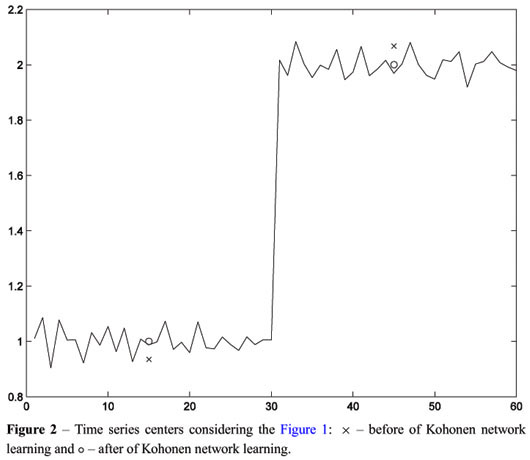 2.2
2
1.8
1.6
1.4
1.2
1
0.8
0 10 20 30 40 50 60
Figure 2 – Time series centers considering the Figure 1: × – before of Kohonen network
learning and o – after of Kohonen network learning.